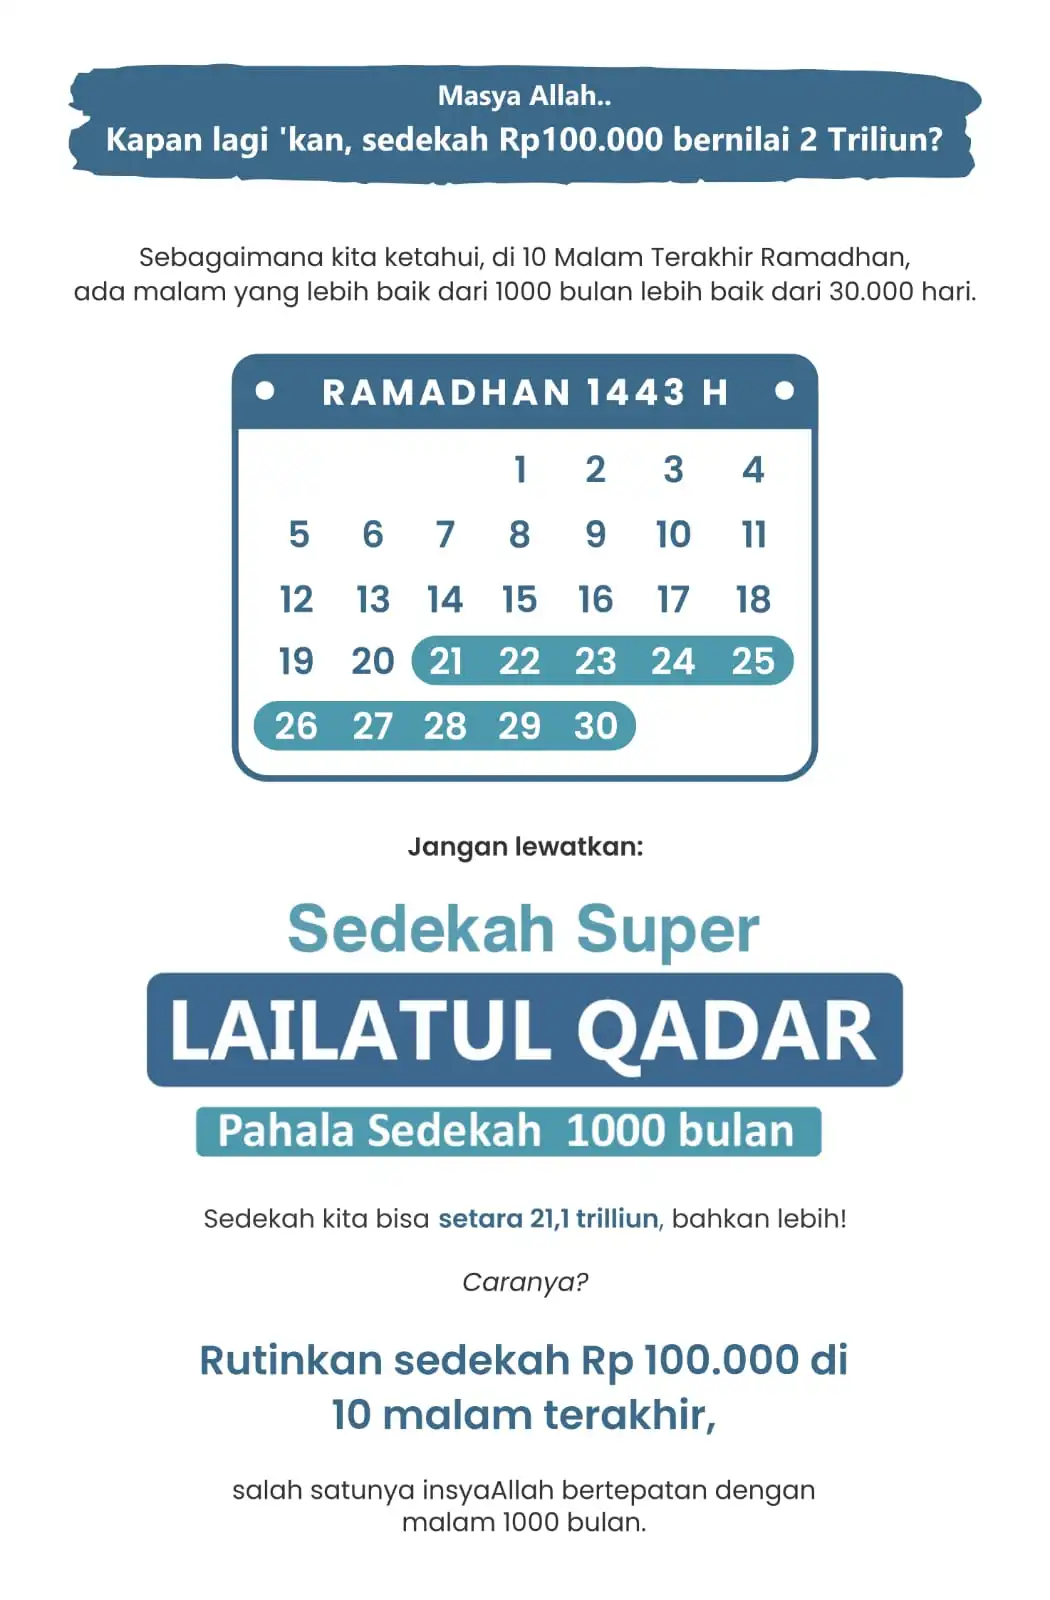 Masya Allah..
Kapan lagi 'kan, sedekah Rp100.000 bernilai 2 Triliun?
Sebagaimana kita ketahui, di 10 Malam Terakhir Ramadhan,
ada malam yang lebih baik dari 1000 bulan lebih baik dari 30.000 hari.
RAMADHAN 1443 H
1 2 3 4
5 6 7 8 9 10 11
12 13 14 15 16 17 18
19 20 21 22 23 24 25
26 27 28 29 30
Jangan lewatkan:
Sedekah Super
LAILATUL QADAR
Pahala Sedekah 1000 bulan
Sedekah kita bisa setara 21,1 trilliun, bahkan lebih!
Caranya?
Rutinkan sedekah Rp 100.000 di
10 malam terakhir,
salah satunya insyaAllah bertepatan dengan
malam 1000 bulan.